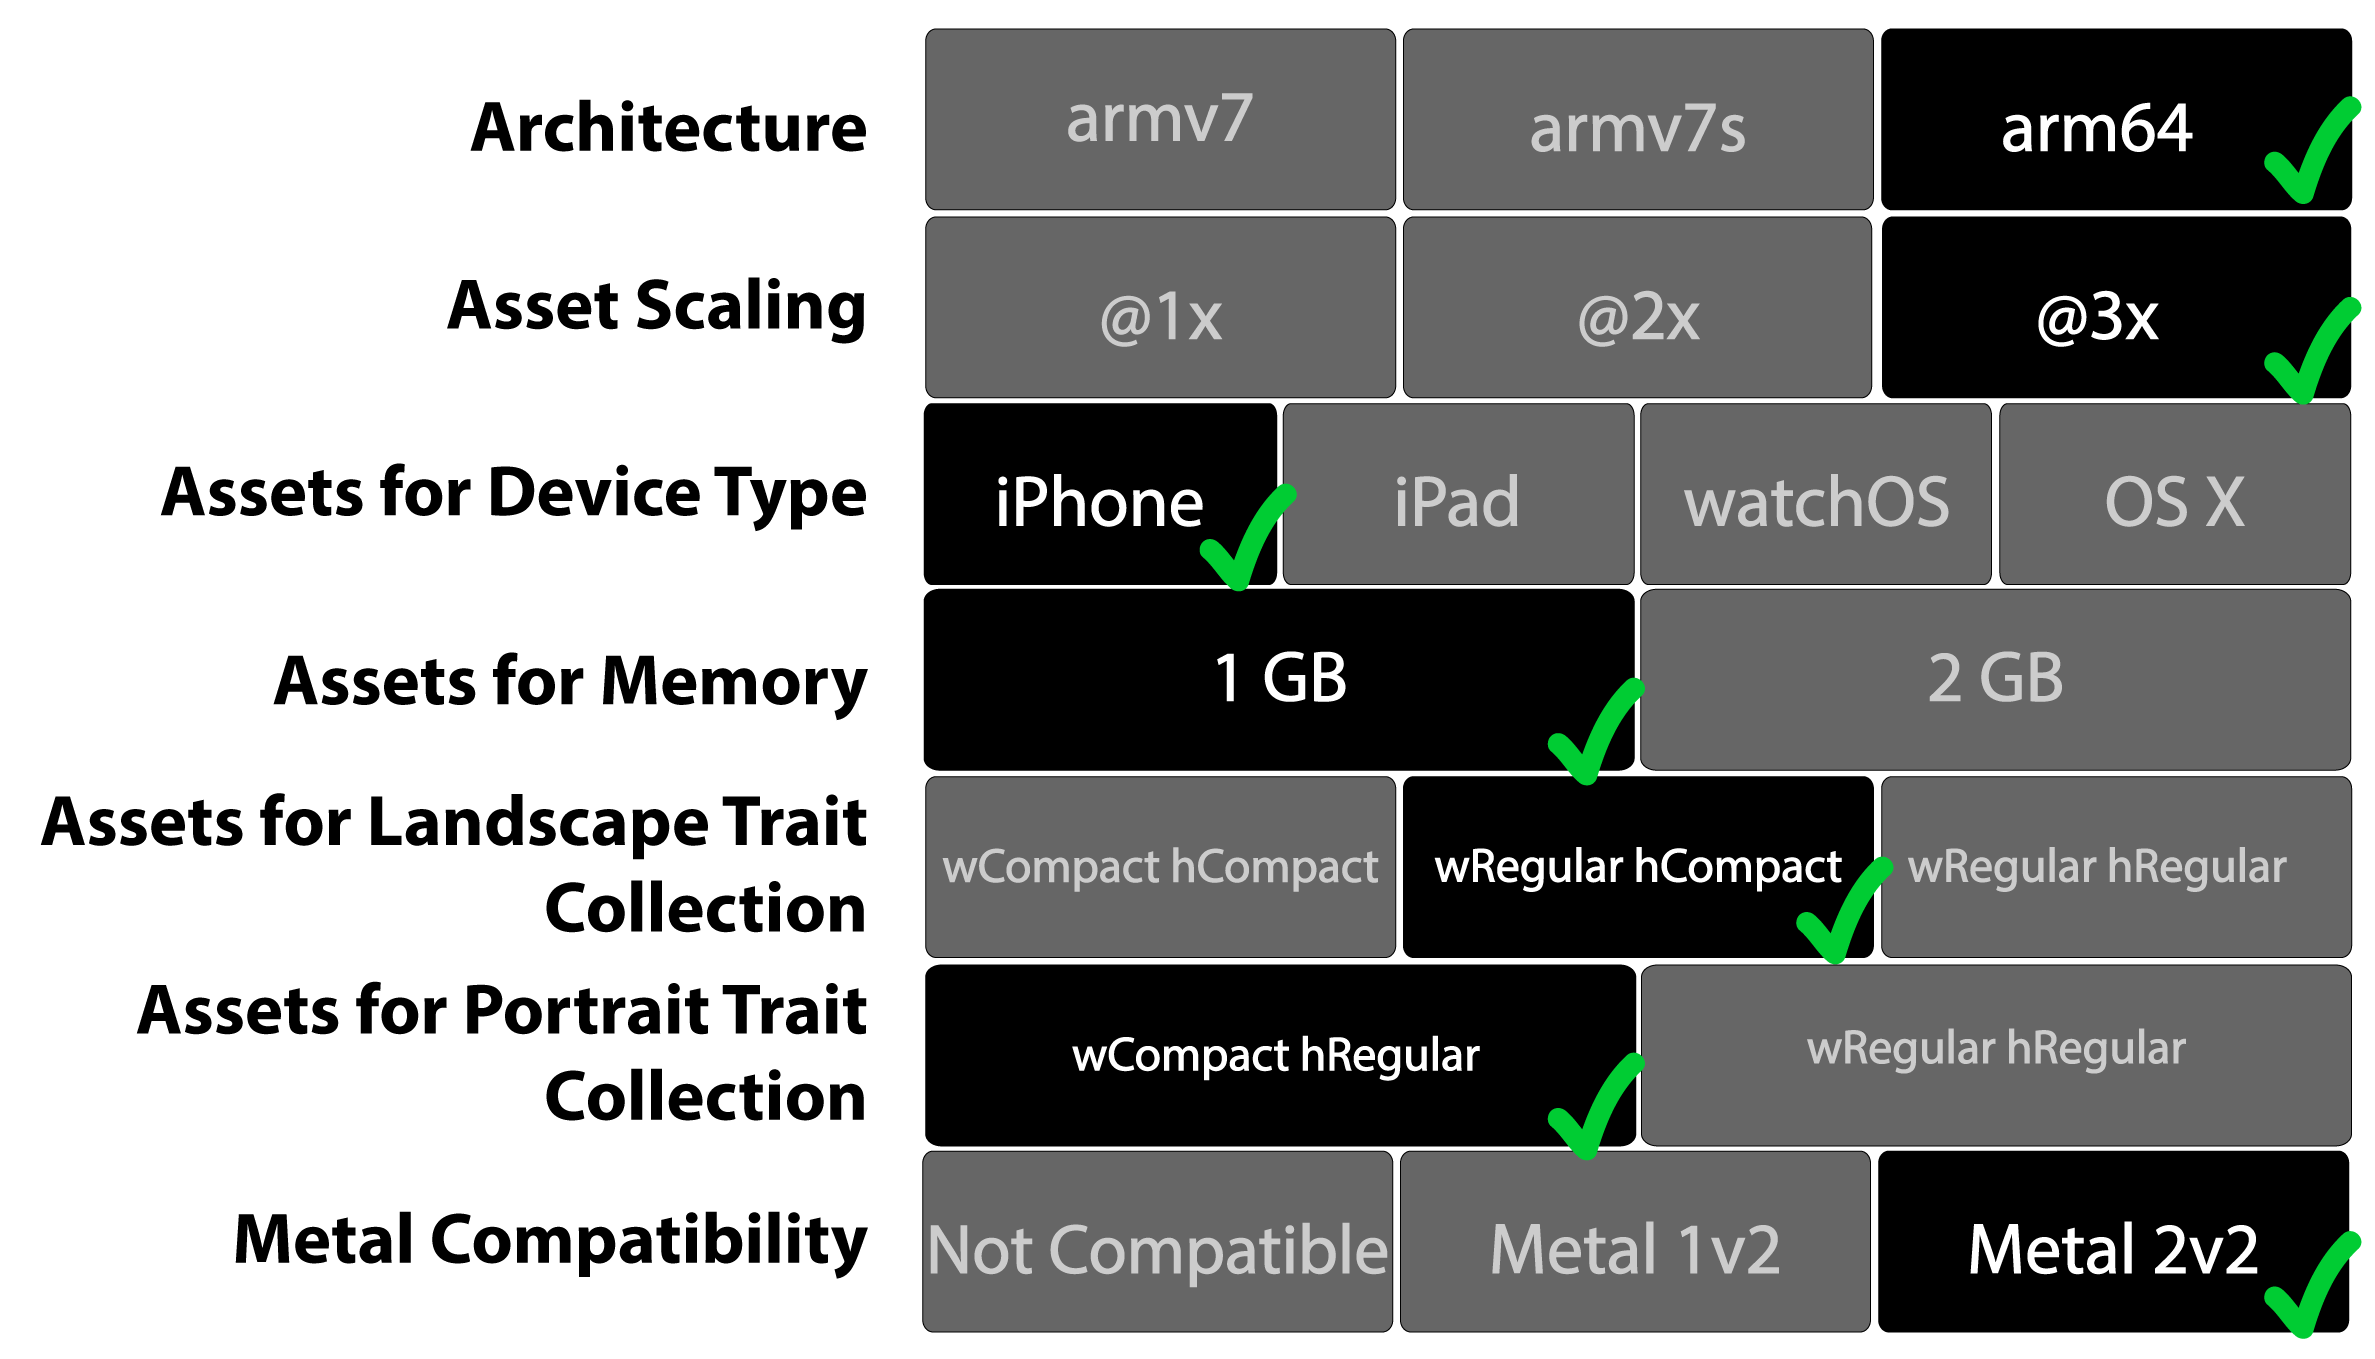 Architecture
armv7
armv7s
arm64
Asset Scaling
@1x
@2x
@3x
Assets for Device Type
iPhone
iPad
watchOS
OS X
Assets for Memory
1 GB
2 GB
Assets for Landscape Trait
Collection
wCompact hCompact
wRegular hCompact
wRegular hRegular
Assets for Portrait Trait
Collection
wCompact hRegular
wRegular hRegular
Metal Compatibility
Not Compatible
Metal 1v2
Metal 2v2